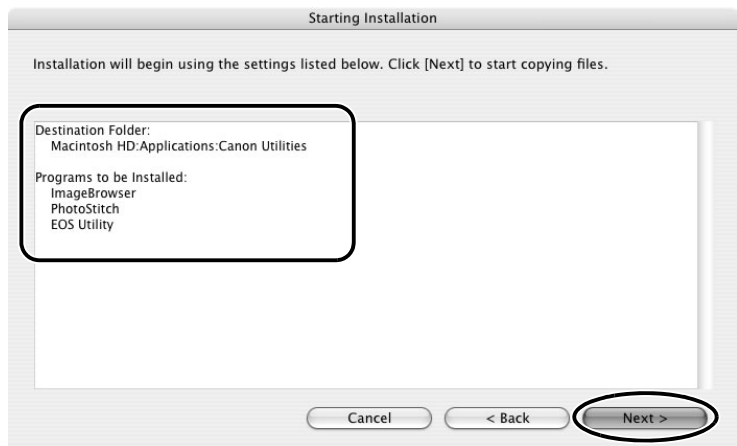 Starting Installation
Installation will begin using the settings listed below. Click [Next] to start copying files.
Destination Folder:
Macintosh HD:Applications:Canon Utilities
Programs to be Installed:
ImageBrowser
PhotoStitch
EOS Utility
Cancel
< Back
Next >